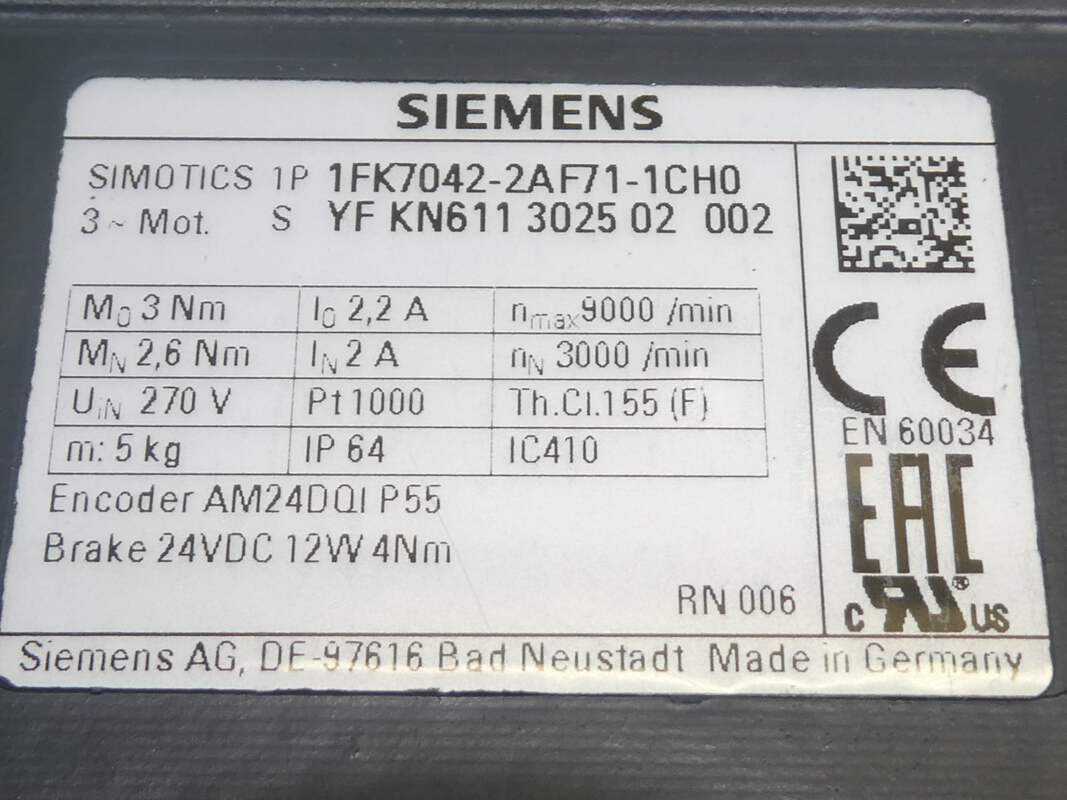 SIEMENS
SIMOTICS 1P 1FK7042-2AF71-1CH0
3 ~ Mot. S YF KN611 3025 02 002
M0 3 Nm I0 2,2 A nmax 9000 /min
MN 2,6 Nm IN 2 A nN 3000 /min
UIN 270 V Pt1000 Th.Cl.155 (F)
m: 5 kg IP 64 IC410
CE
EN 60034
Encoder AM24DQI P55
Brake 24VDC 12W 4Nm
EAC
RN 006
c RU ® US
Siemens AG, DE-97616 Bad Neustadt Made in Germany